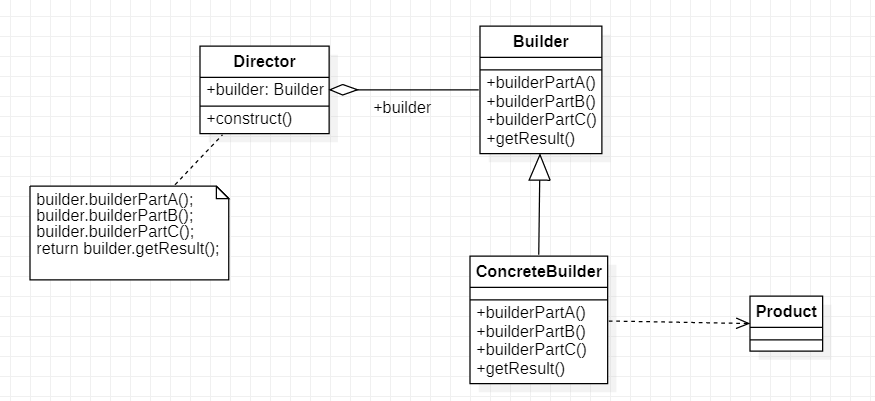 Director
+builder: Builder
+construct()
+builder
Builder
+builderPartA()
+builderPartB()
+builderPartC()
+getResult()
builder.builderPartA();
builder.builderPartB();
builder.builderPartC();
return builder.getResult();
ConcreteBuilder
+builderPartA()
+builderPartB()
+builderPartC()
+getResult()
Product